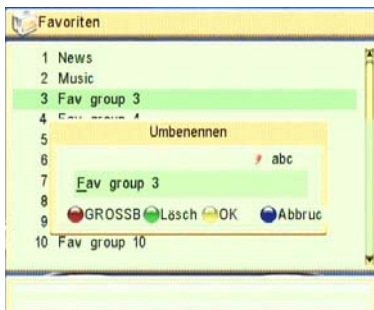 Favoriten
1 News
2 Music
3 Fav group 3
4
5
6
7
8
9
10 Fav group 10
Umbenennen
abc
Fav group 3
GROSSB Lösch OK Abbruc